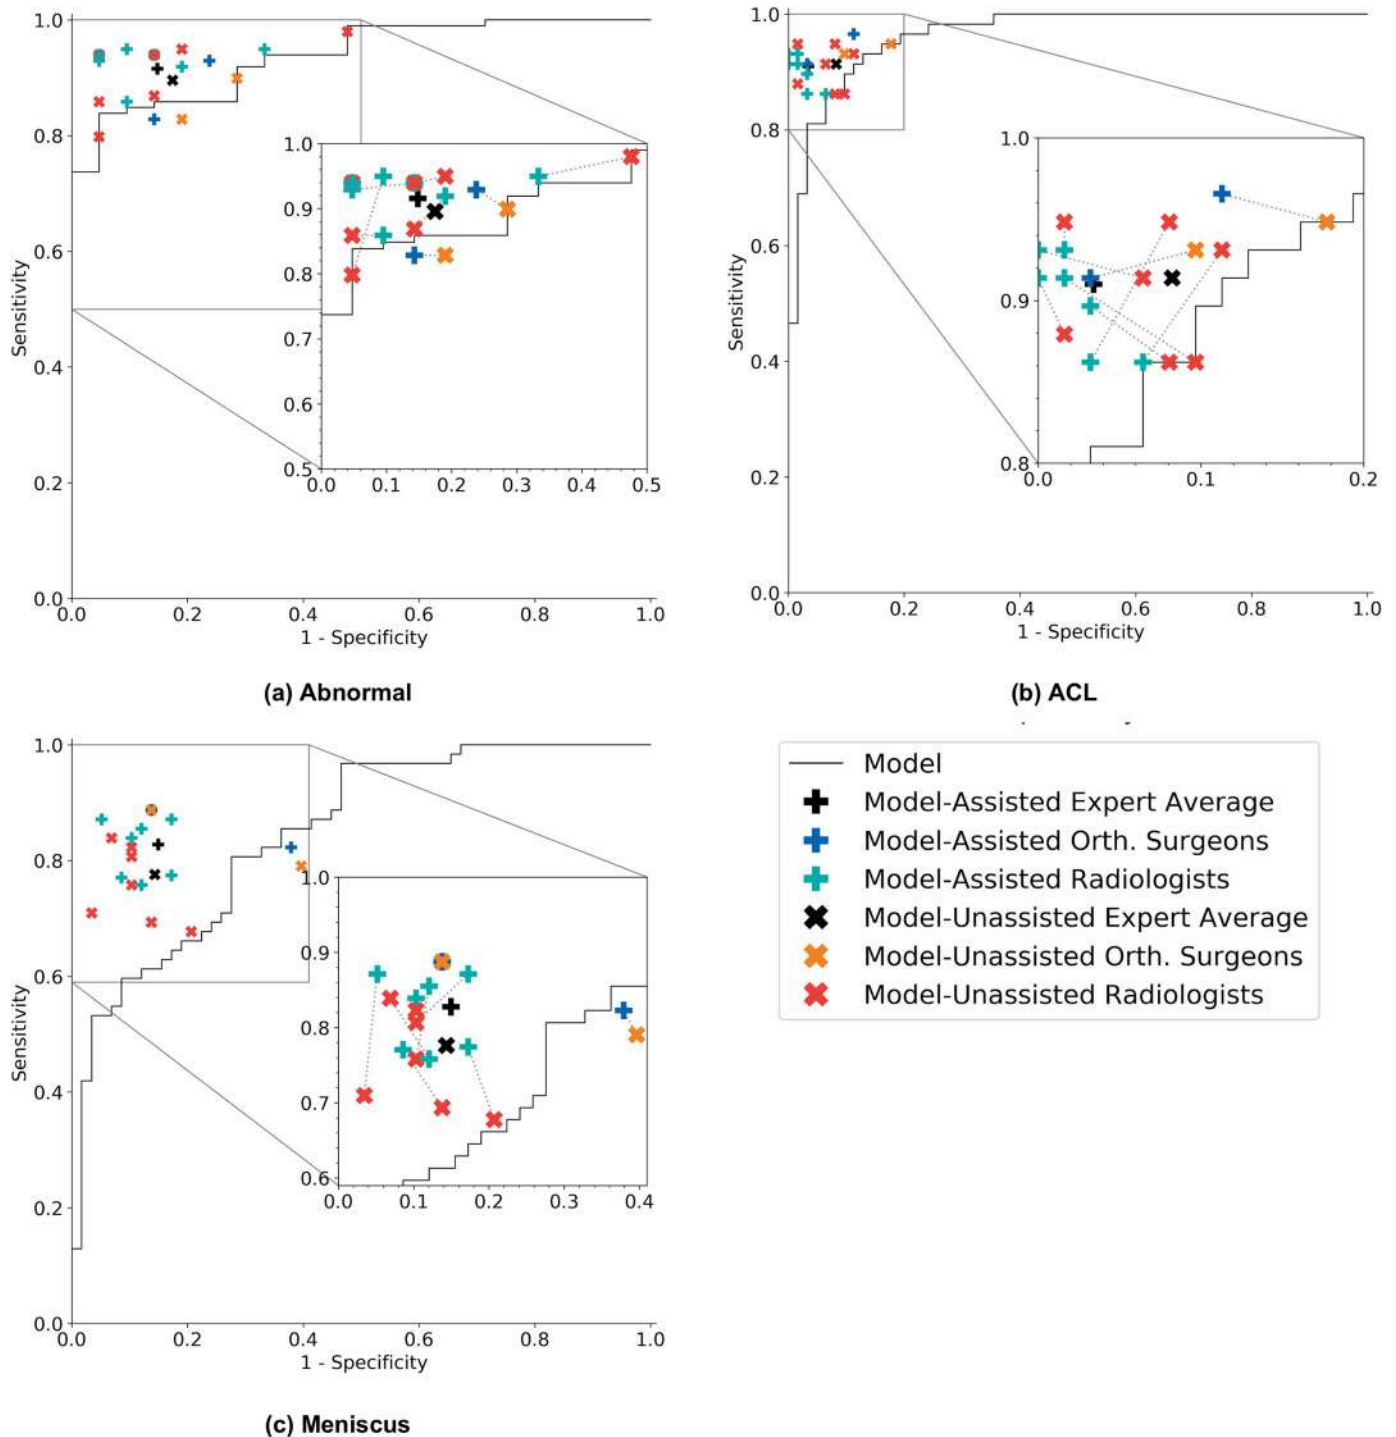 1.0
0.8
0.6
0.4
0.2
0.0
Sensitivity
0.0 0.2 0.4 0.6 0.8 1.0
1 - Specificity
1.0
0.9
0.8
0.7
0.6
0.5
0.0 0.1 0.2 0.3 0.4 0.5
(a) Abnormal
1.0
0.8
0.6
0.4
0.2
0.0
Sensitivity
0.0 0.2 0.4 0.6 0.8 1.0
1 - Specificity
1.0
0.9
0.8
0.0 0.1 0.2
(b) ACL
1.0
0.8
0.6
0.4
0.2
0.0
Sensitivity
0.0 0.2 0.4 0.6 0.8 1.0
1 - Specificity
1.0
0.9
0.8
0.7
0.6
0.0 0.1 0.2 0.3 0.4
(c) Meniscus
Model
Model-Assisted Expert Average
Model-Assisted Orth. Surgeons
Model-Assisted Radiologists
Model-Unassisted Expert Average
Model-Unassisted Orth. Surgeons
Model-Unassisted Radiologists